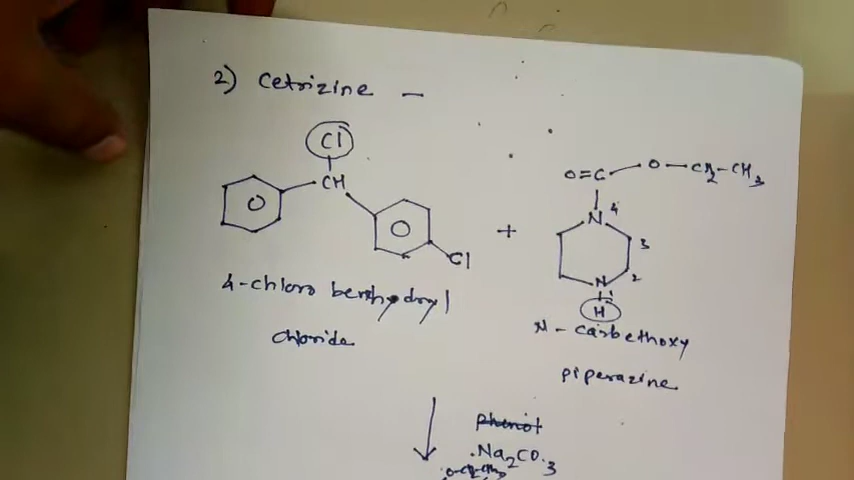 2) Cetrizine -
Cl
CH
Cl
4-chloro benzhydryl
chloride
+
O=C-O-CH2-CH3
N 4
3
2
N 1
H
N - carbethoxy
piperazine
phenol
Na2CO3